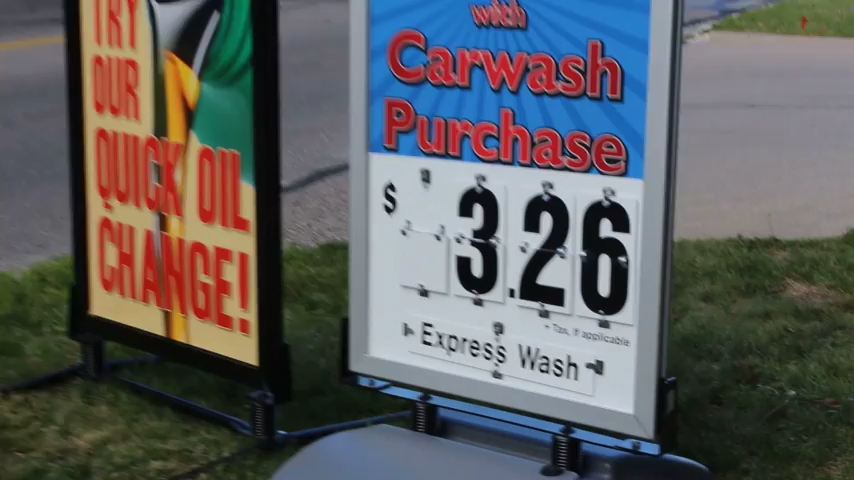 TRY
OUR
QUICK OIL
CHANGE!
with
Carwash
Purchase
$ 3.26
+ Tax, if applicable
Express Wash